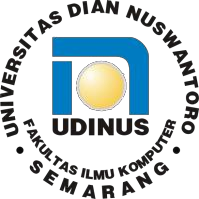 UNIVERSITAS DIAN NUSWANTORO
UDINUS
FAKULTAS ILMU KOMPUTER
• SEMARANG •